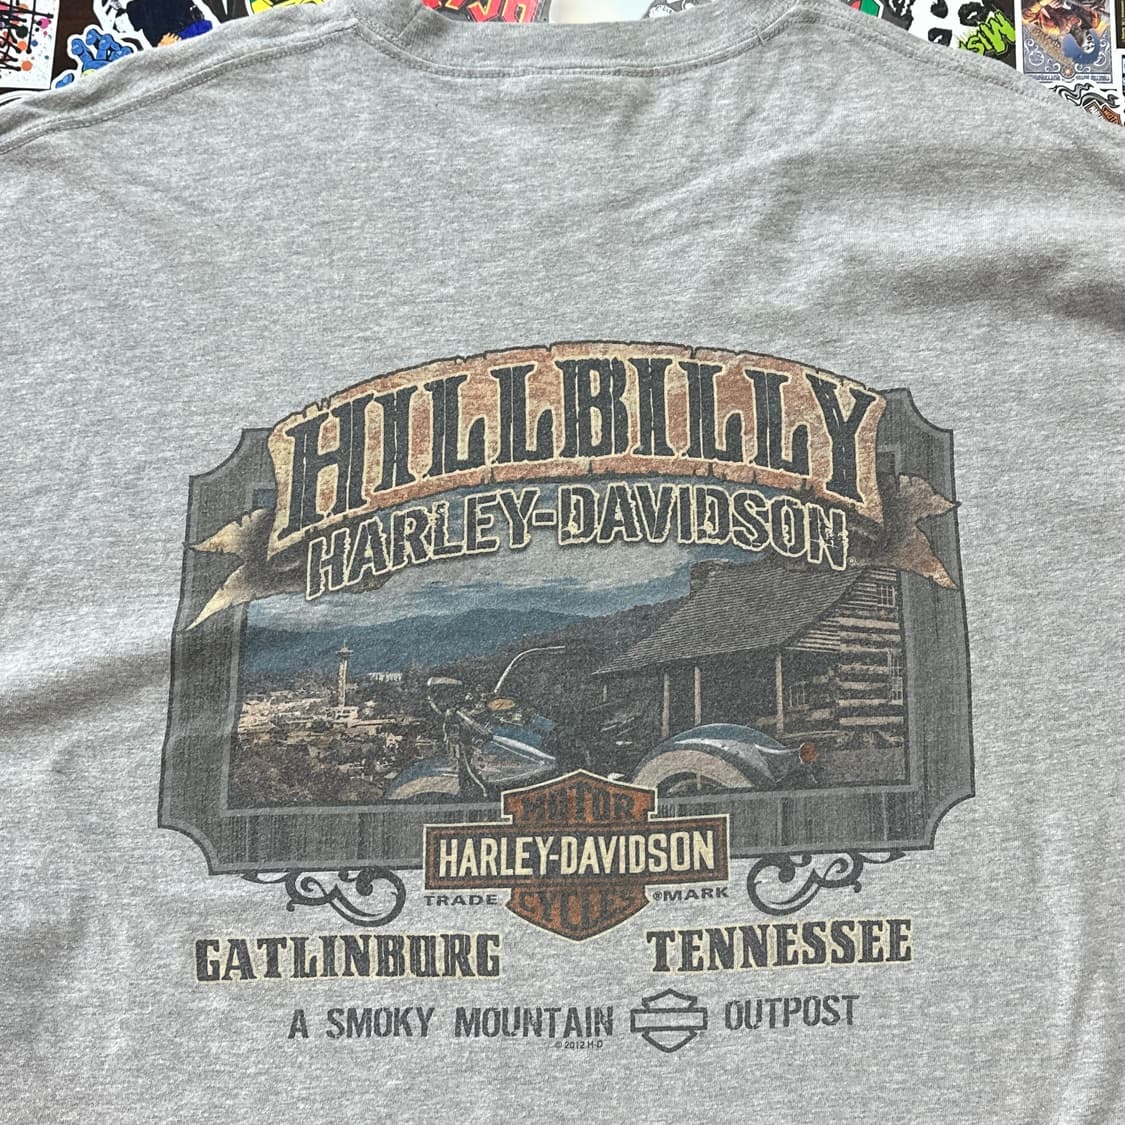 HILLBILLY
HARLEY-DAVIDSON
MOTOR
HARLEY-DAVIDSON
CYCLES
TRADE ®MARK
GATLINBURG TENNESSEE
A SMOKY MOUNTAIN OUTPOST
© 2012 H-D